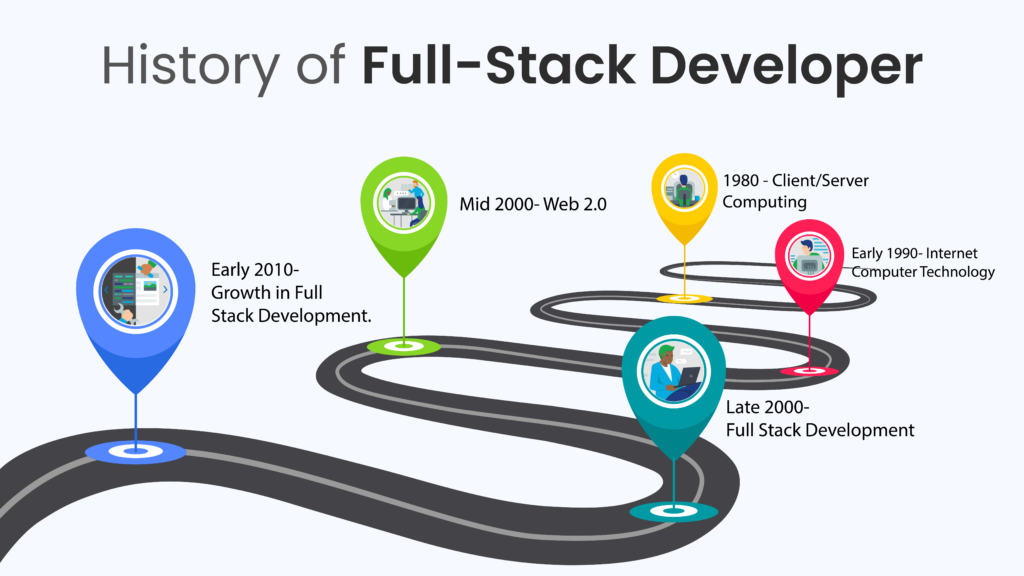 History of Full-Stack Developer
1980 - Client/Server
Computing
Mid 2000- Web 2.0
Early 1990- Internet
Computer Technology
Early 2010-
Growth in Full
Stack Development.
Late 2000-
Full Stack Development